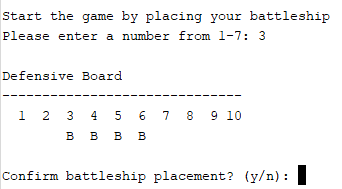 Start the game by placing your battleship
Please enter a number from 1-7: 3
Defensive Board
------------------------------
1 2 3 4 5 6 7 8 9 10
B B B B
Confirm battleship placement? (y/n):